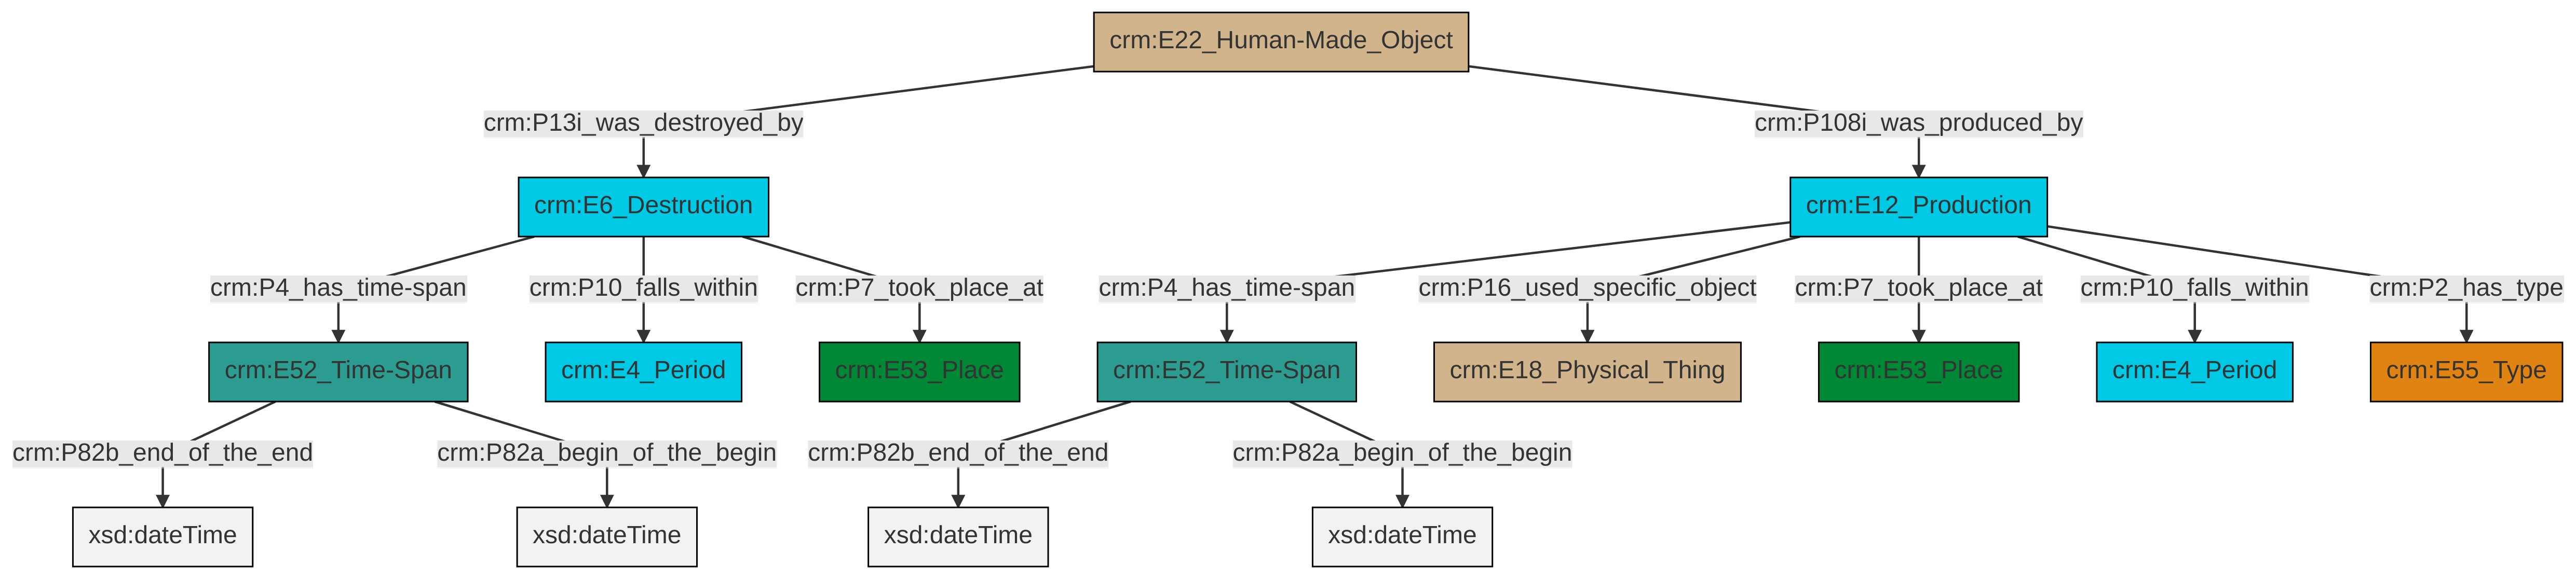 crm:E22_Human-Made_Object
crm:P13i_was_destroyed_by
crm:P108i_was_produced_by
crm:E6_Destruction
crm:E12_Production
crm:P4_has_time-span
crm:P10_falls_within
crm:P7_took_place_at
crm:P4_has_time-span
crm:P16_used_specific_object
crm:P7_took_place_at
crm:P10_falls_within
crm:P2_has_type
crm:E52_Time-Span
crm:E4_Period
crm:E53_Place
crm:E52_Time-Span
crm:E18_Physical_Thing
crm:E53_Place
crm:E4_Period
crm:E55_Type
crm:P82b_end_of_the_end
crm:P82a_begin_of_the_begin
crm:P82b_end_of_the_end
crm:P82a_begin_of_the_begin
xsd:dateTime
xsd:dateTime
xsd:dateTime
xsd:dateTime